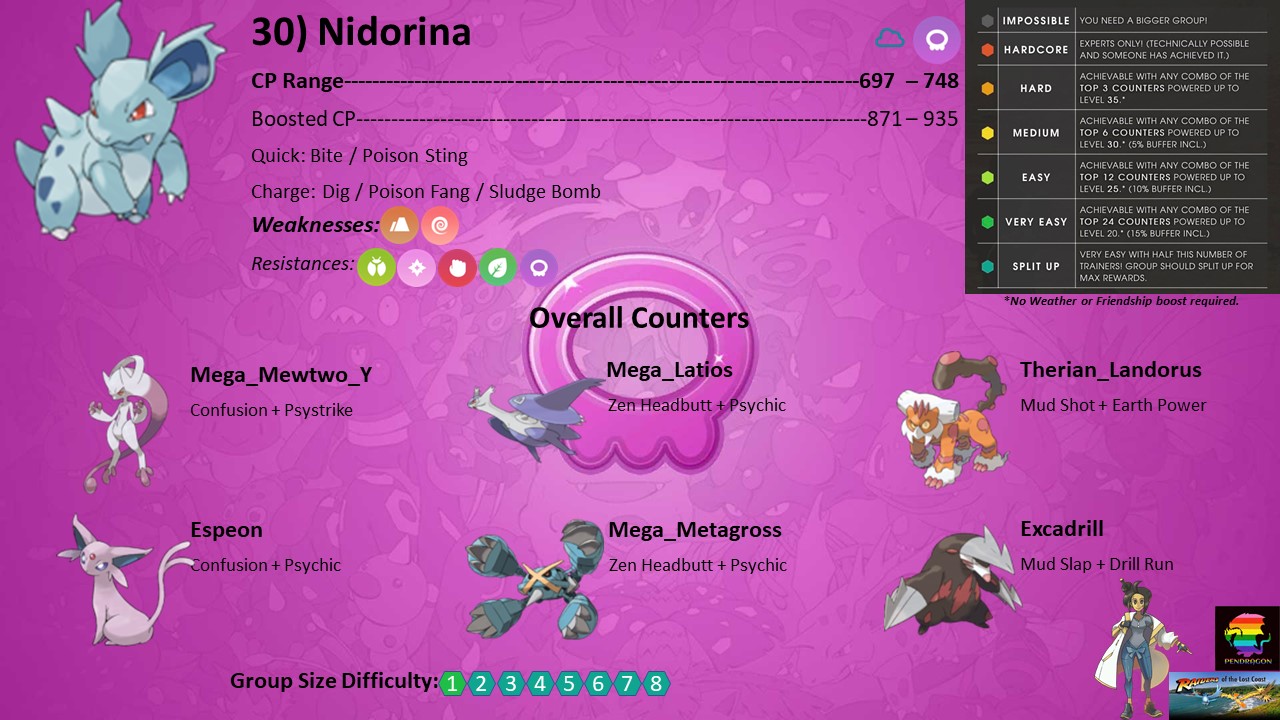 30) Nidorina
CP Range--------------------------------------------------------------------------697 – 748
Boosted CP-------------------------------------------------------------------------871 – 935
Quick: Bite / Poison Sting
Charge: Dig / Poison Fang / Sludge Bomb
Weaknesses:
Resistances:
IMPOSSIBLE YOU NEED A BIGGER GROUP!
HARDCORE EXPERTS ONLY! (TECHNICALLY POSSIBLE
AND SOMEONE HAS ACHIEVED IT.)
HARD ACHIEVABLE WITH ANY COMBO OF THE
TOP 3 COUNTERS POWERED UP TO
LEVEL 35.*
MEDIUM ACHIEVABLE WITH ANY COMBO OF THE
TOP 6 COUNTERS POWERED UP TO
LEVEL 30.* (5% BUFFER INCL.)
EASY ACHIEVABLE WITH ANY COMBO OF THE
TOP 12 COUNTERS POWERED UP TO
LEVEL 25.* (10% BUFFER INCL.)
VERY EASY ACHIEVABLE WITH ANY COMBO OF THE
TOP 24 COUNTERS POWERED UP TO
LEVEL 20.* (15% BUFFER INCL.)
SPLIT UP VERY EASY WITH HALF THIS NUMBER OF
TRAINERS! GROUP SHOULD SPLIT UP FOR
MAX REWARDS.
*No Weather or Friendship boost required.
Overall Counters
Mega_Mewtwo_Y
Confusion + Psystrike
Mega_Latios
Zen Headbutt + Psychic
Therian_Landorus
Mud Shot + Earth Power
Espeon
Confusion + Psychic
Mega_Metagross
Zen Headbutt + Psychic
Excadrill
Mud Slap + Drill Run
Group Size Difficulty: 1 2 3 4 5 6 7 8
PENDRAGON
RAIDERS of the Lost Coast